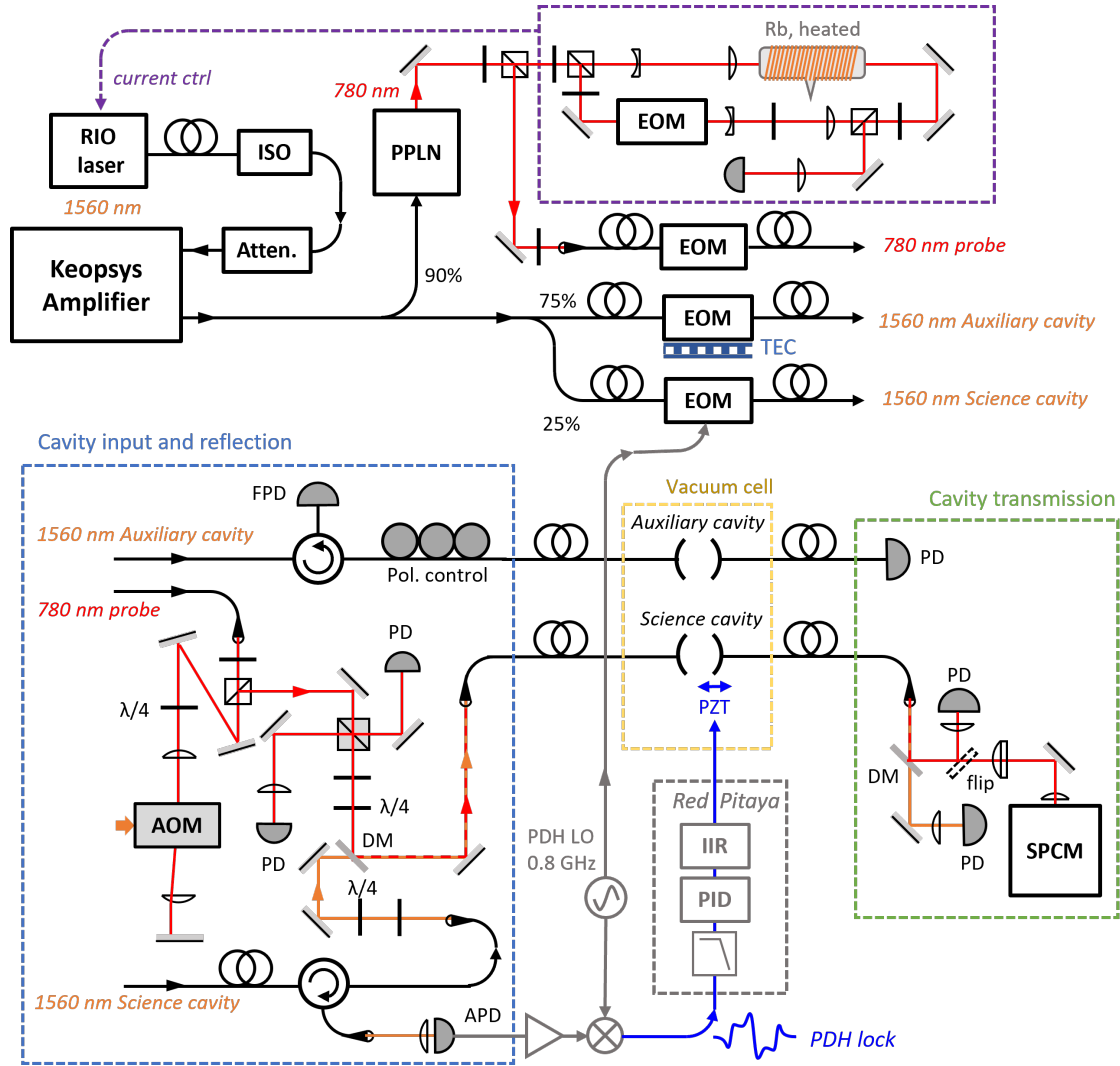 Rb, heated
current ctrl
780 nm
RIO
laser
ISO
PPLN
EOM
1560 nm
Keopsys
Amplifier
Atten.
90%
EOM
780 nm probe
75%
EOM
1560 nm Auxiliary cavity
TEC
25%
EOM
1560 nm Science cavity
Cavity input and reflection
FPD
Vacuum cell
Cavity transmission
1560 nm Auxiliary cavity
Pol. control
Auxiliary cavity
PD
780 nm probe
PD
Science cavity
λ/4
PZT
PD
DM
flip
AOM
PD
λ/4
DM
λ/4
PDH LO
0.8 GHz
Red Pitaya
IIR
PID
PD
SPCM
1560 nm Science cavity
APD
PDH lock